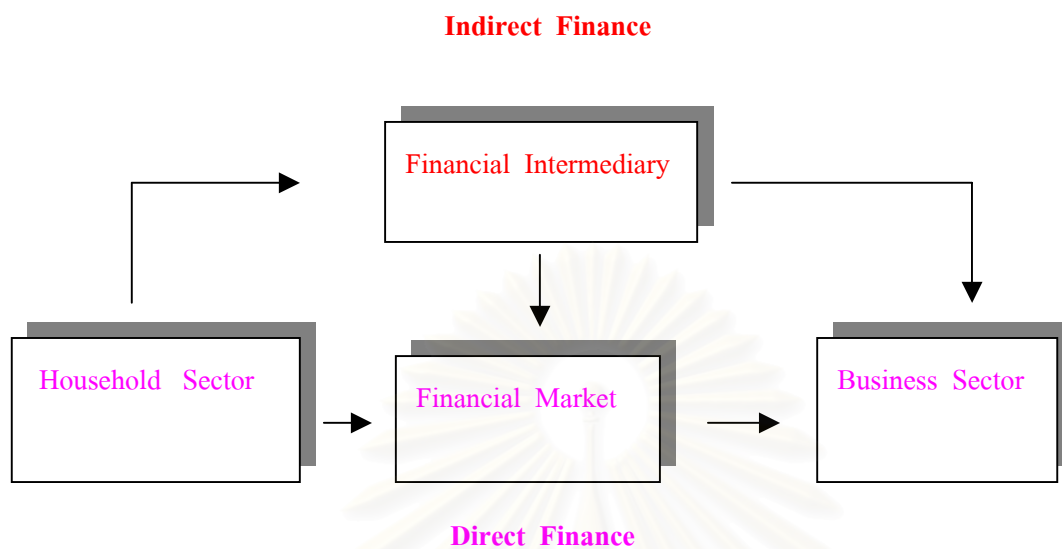 Indirect Finance
Financial Intermediary
Household Sector
Financial Market
Business Sector
Direct Finance